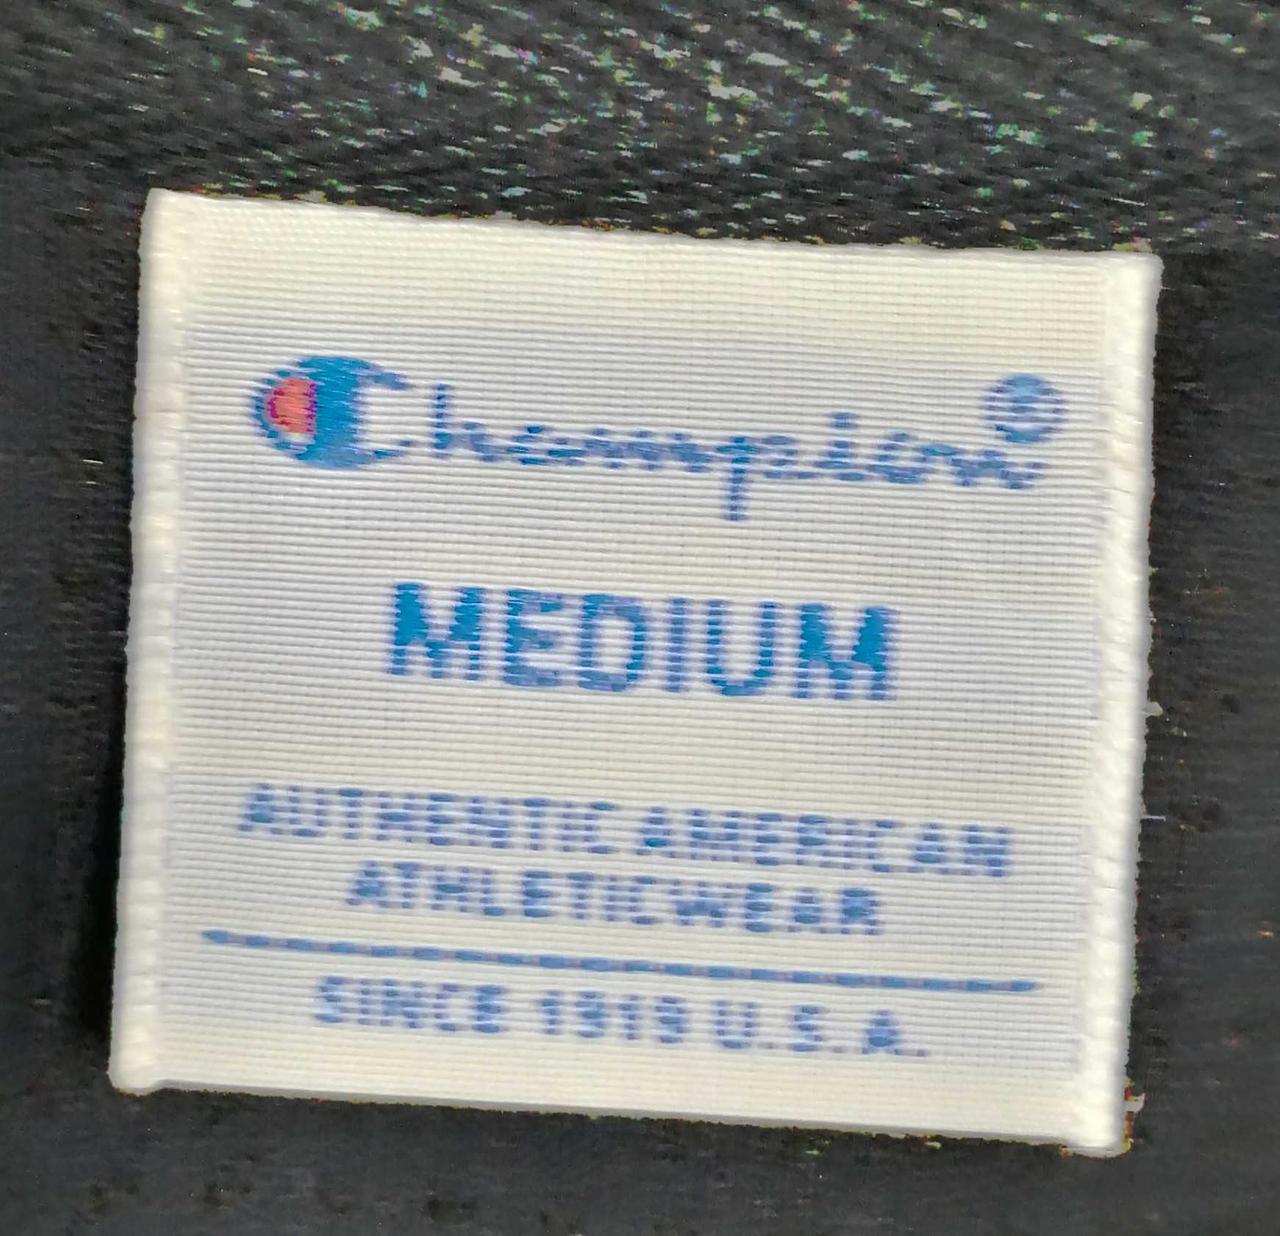 Champion®
MEDIUM
AUTHENTIC AMERICAN
ATHLETICWEAR
SINCE 1919 U.S.A.